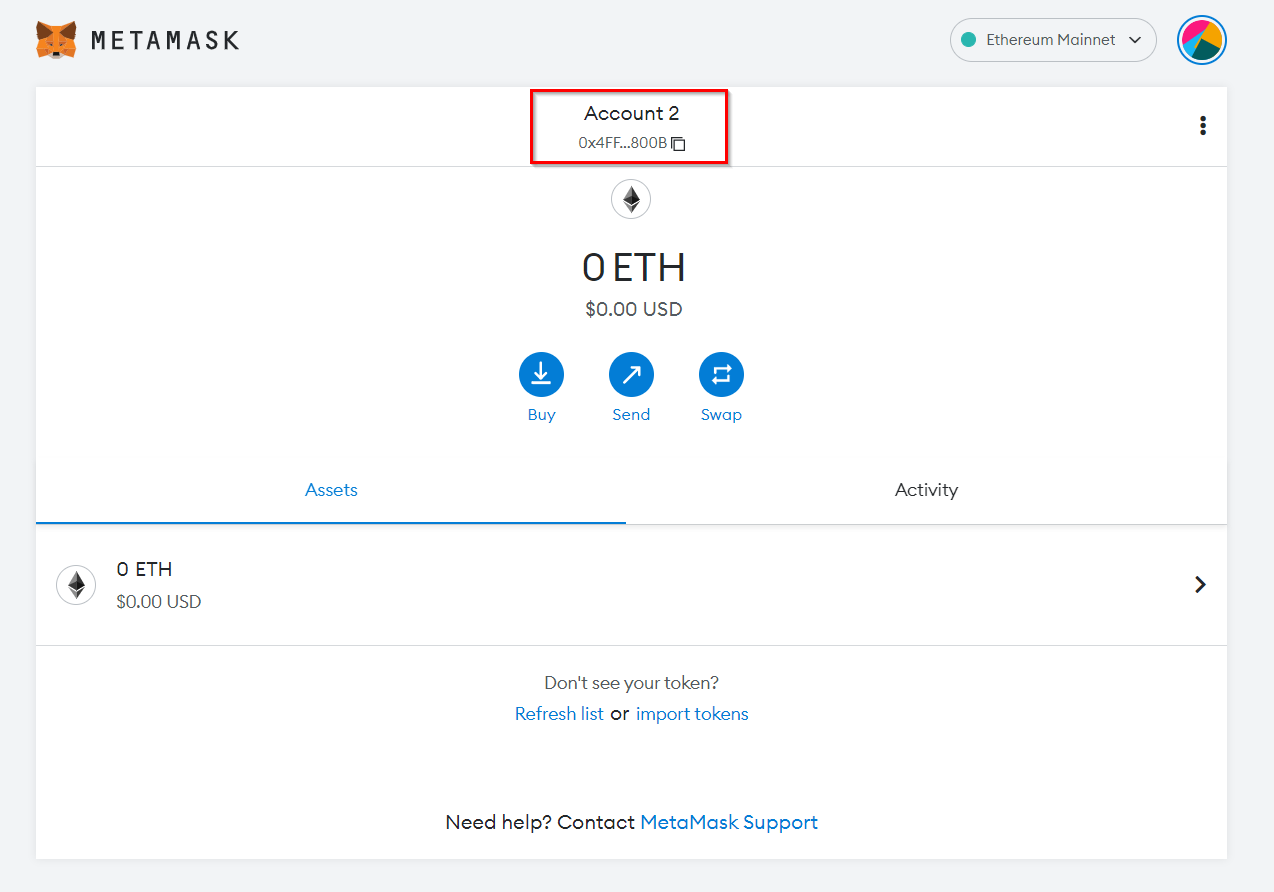 METAMASK
Ethereum Mainnet
Account 2
0x4FF...800B
0 ETH
$0.00 USD
Buy
Send
Swap
Assets
Activity
0 ETH
$0.00 USD
Don't see your token?
Refresh list or import tokens
Need help? Contact MetaMask Support